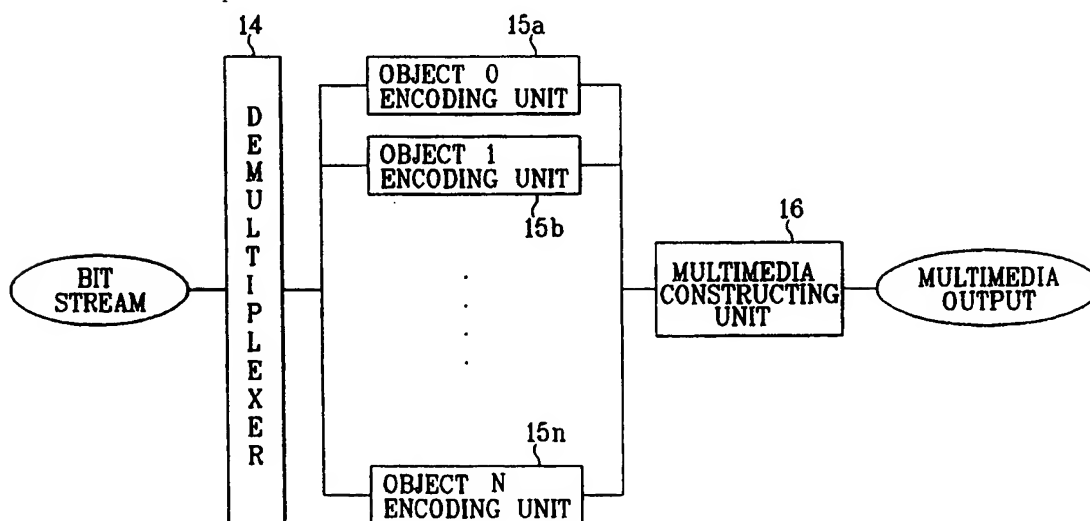 14
DEMULTIPLEXER
15a
OBJECT 0
ENCODING UNIT
OBJECT 1
ENCODING UNIT
15b
BIT
STREAM
16
MULTIMEDIA
CONSTRUCTING
UNIT
MULTIMEDIA
OUTPUT
15n
OBJECT N
ENCODING UNIT